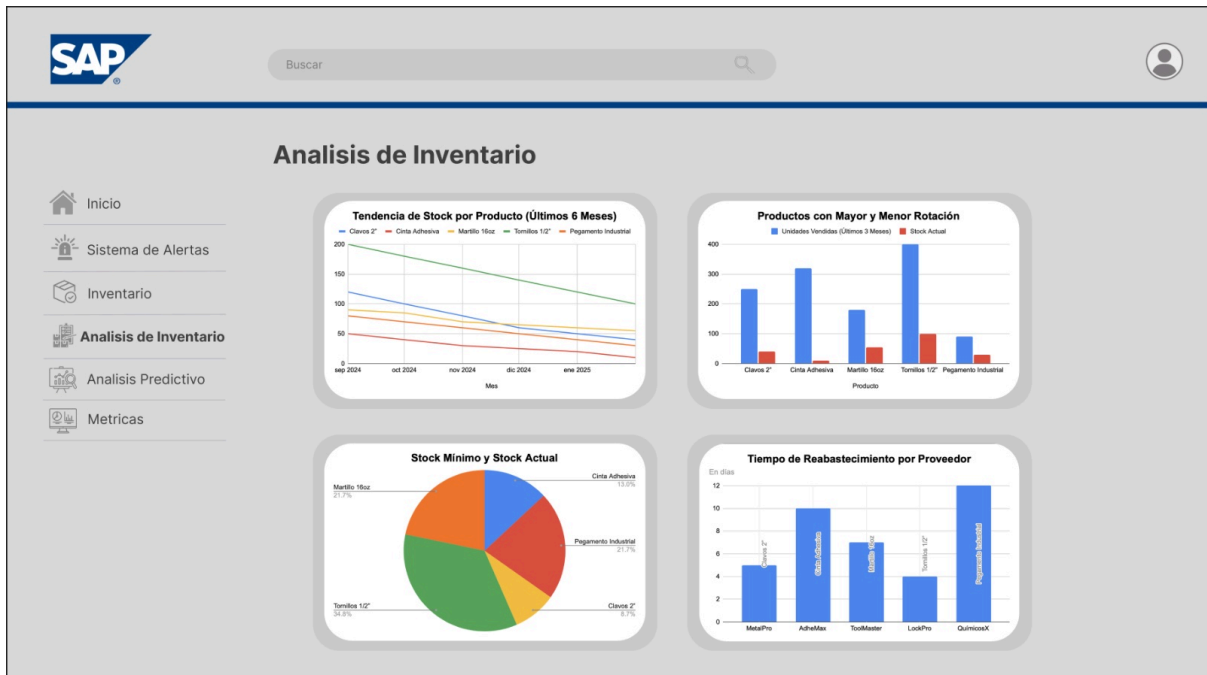 SAP
®
Buscar
Analisis de Inventario
Inicio
Sistema de Alertas
Inventario
Analisis de Inventario
Analisis Predictivo
Metricas
Tendencia de Stock por Producto (Últimos 6 Meses)
Clavos 2" Cinta Adhesiva Martillo 16oz Tornillos 1/2" Pegamento Industrial
200
150
100
50
0
sep 2024 oct 2024 nov 2024 dic 2024 ene 2025
Mes
Productos con Mayor y Menor Rotación
Unidades Vendidas (Últimos 3 Meses) Stock Actual
400
300
200
100
0
Clavos 2" Cinta Adhesiva Martillo 16oz Tornillos 1/2" Pegamento Industrial
Producto
Stock Mínimo y Stock Actual
Cinta Adhesiva
13.0%
Martillo 16oz
21.7%
Pegamento Industrial
21.7%
Tornillos 1/2"
34.8%
Clavos 2"
8.7%
Tiempo de Reabastecimiento por Proveedor
En días
12
10
8
6
4
2
0
Clavos 2"
Cinta Adhesiva
Martillo 16oz
Tornillos 1/2"
Pegamento Industrial
MetalPro AdheMax ToolMaster LockPro QuímicosX